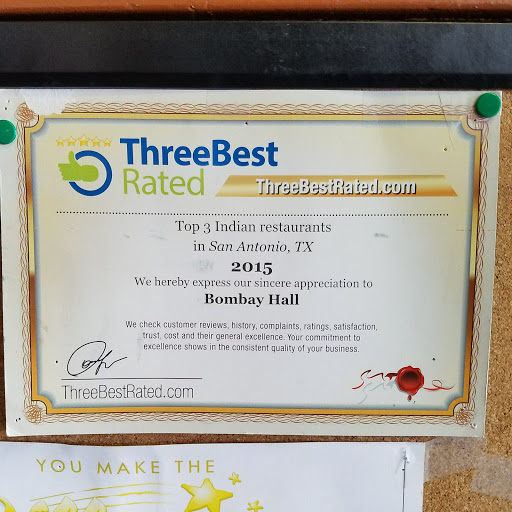 ThreeBest
Rated
ThreeBestRated.com
Top 3 Indian restaurants
in San Antonio, TX
2015
We hereby express our sincere appreciation to
Bombay Hall
We check customer reviews, history, complaints, ratings, satisfaction,
trust, cost and their general excellence. Your commitment to
excellence shows in the consistent quality of your business.
ThreeBestRated.com
YOU MAKE THE